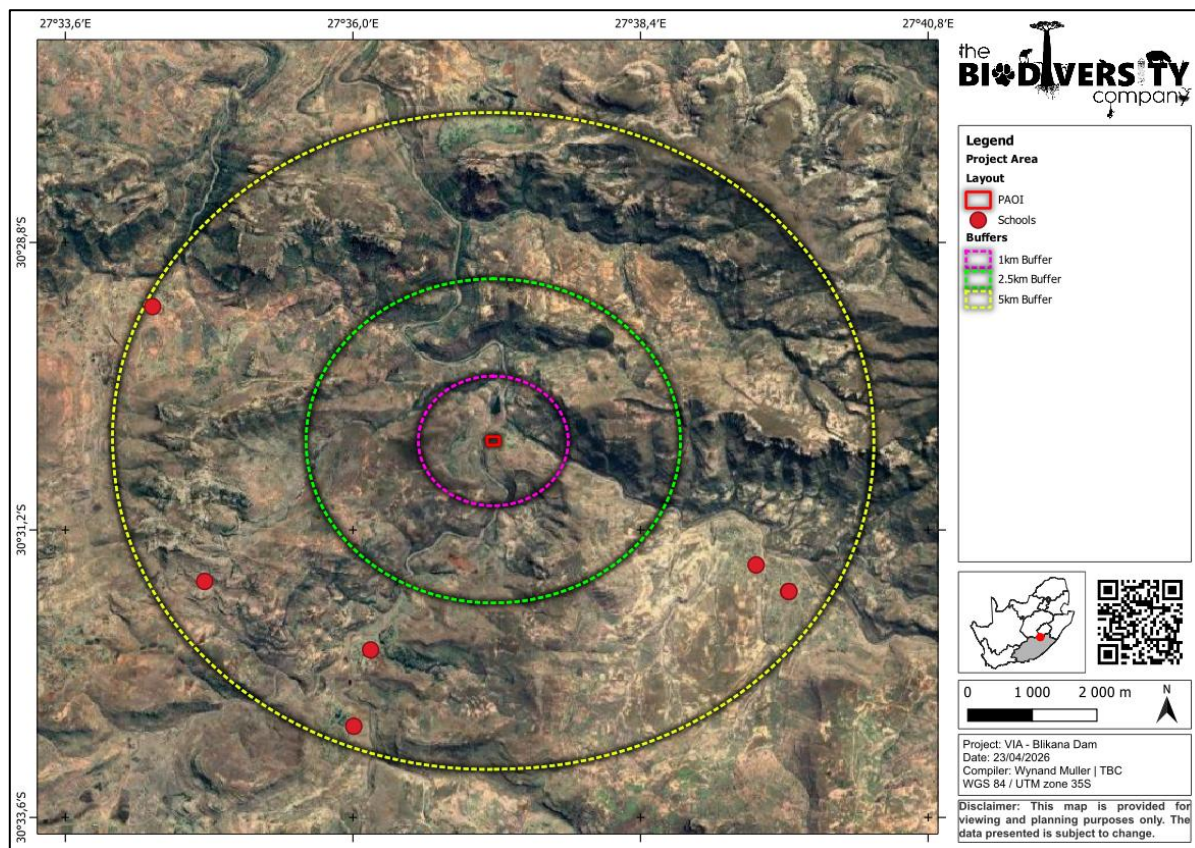 27°33,6'E 27°36,0'E 27°38,4'E 27°40,8'E
30°28,8'S
30°31,2'S
30°33,6'S
the
BIODIVERSITY
company
Legend
Project Area
Layout
PAOI
Schools
Buffers
1km Buffer
2.5km Buffer
5km Buffer
0 1 000 2 000 m
N
Project: VIA - Blikana Dam
Date: 23/04/2026
Compiler: Wynand Muller | TBC
WGS 84 / UTM zone 35S
Disclaimer: This map is provided for
viewing and planning purposes only. The
data presented is subject to change.